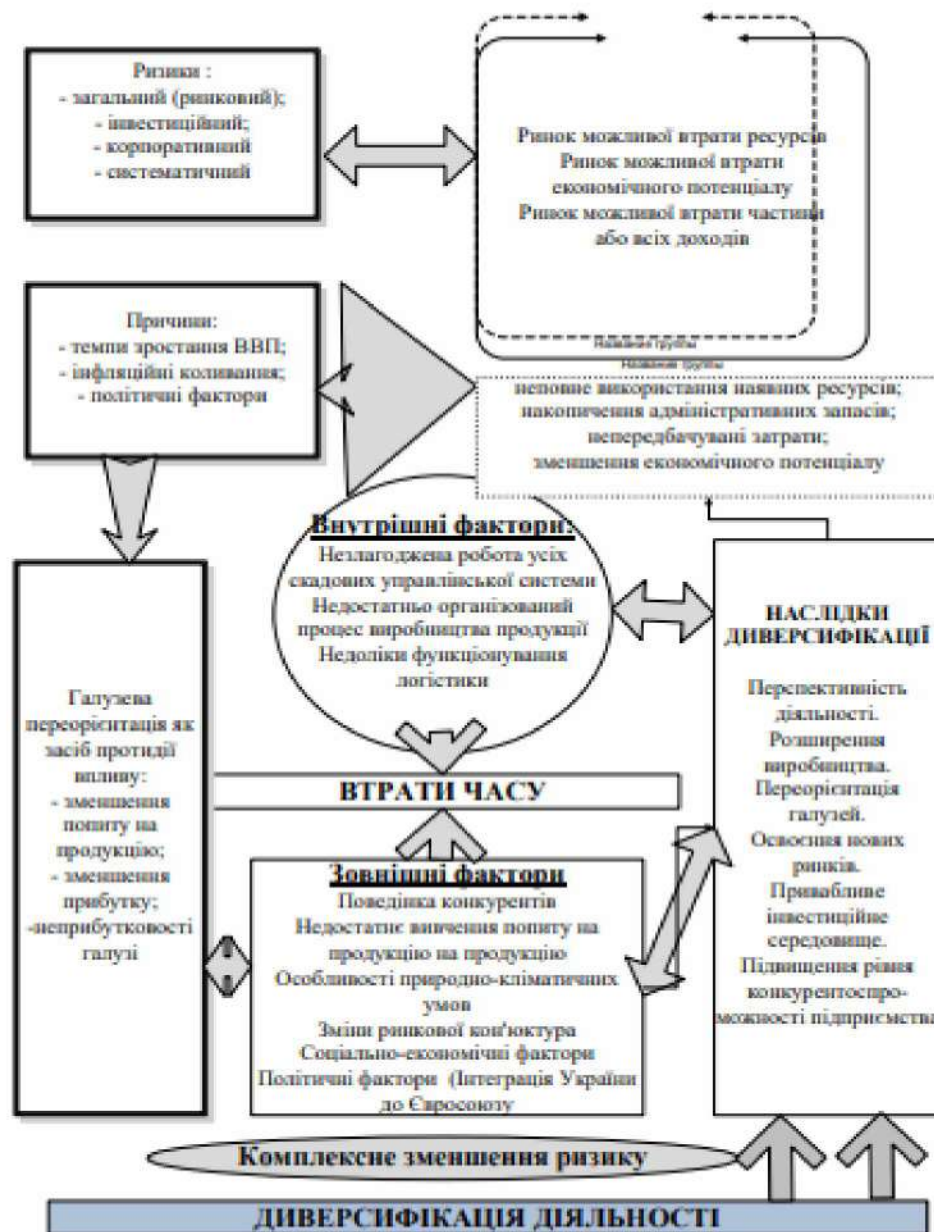 Ризики :
- загальний (ринковий);
- інвестиційний;
- корпоративний
- систематичний
Ринок можливої втрати ресурсів
Ринок можливої втрати
економічного потенціалу
Ринок можливої втрати частини
або всіх доходів
Название группы
Название группы
Причини:
- темпи зростання ВВП;
- інфляційні коливання;
- політичні фактори
неповне використання наявних ресурсів;
накопичення адміністративних запасів;
непередбачувані затрати;
зменшення економічного потенціалу
Внутрішні фактори:
Незлагоджена робота усіх
скадових управлінської системи
Недостатньо організований
процес виробництва продукції
Недоліки функціонування
логістики
НАСЛІДКИ
ДИВЕРСИФІКАЦІЇ
Перспективність
діяльності.
Розширення
виробництва.
Переорієнтація
галузей.
Освоєння нових
ринків.
Привабливе
інвестиційне
середовище.
Підвищення рівня
конкурентоспро-
можності підприємства
Галузева
переорієнтація як
засіб протидії
впливу:
- зменшення
попиту на
продукцію;
- зменшення
прибутку;
-неприбутковості
галузі
ВТРАТИ ЧАСУ
Зовнішні фактори
Поведінка конкурентів
Недостатнє вивчення попиту на
продукцію на продукцію
Особливості природно-кліматичних
умов
Зміни ринкової кон'юктура
Соціально-економічні фактори
Політичні фактори (Інтеграція України
до Євросоюзу
Комплексне зменшення ризику
ДИВЕРСИФІКАЦІЯ ДІЯЛЬНОСТІ